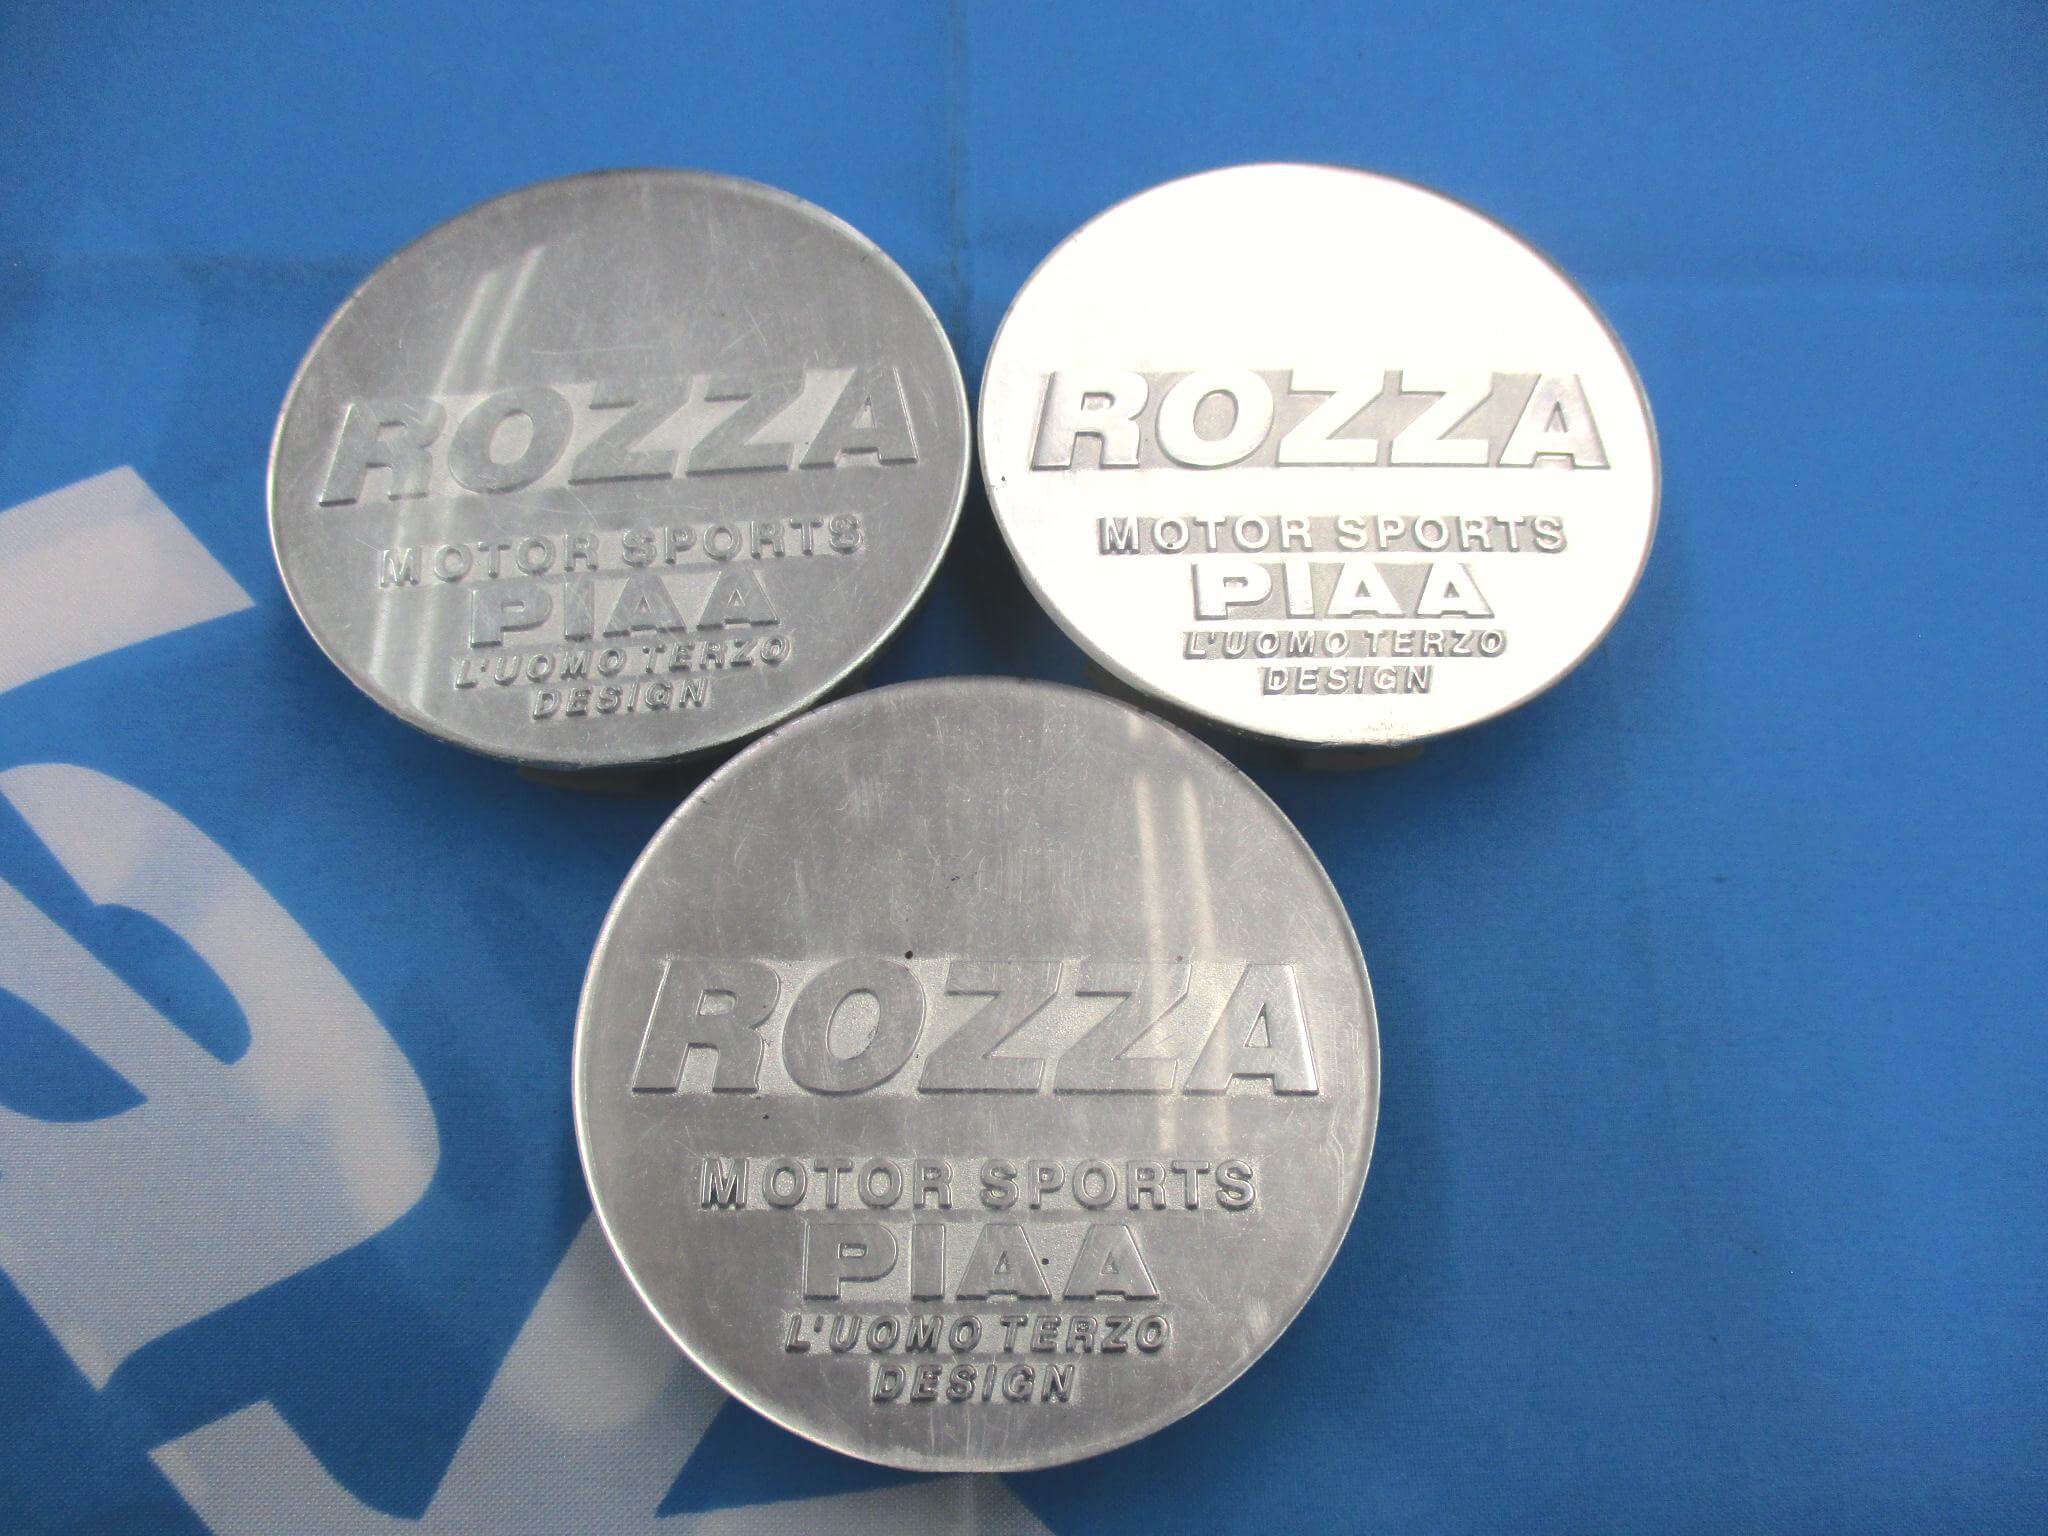 ROZZA
MOTOR SPORTS
PIAA
L'UOMO TERZO
DESIGN
ROZZA
MOTOR SPORTS
PIAA
L'UOMO TERZO
DESIGN
ROZZA
MOTOR SPORTS
PIAA
L'UOMO TERZO
DESIGN